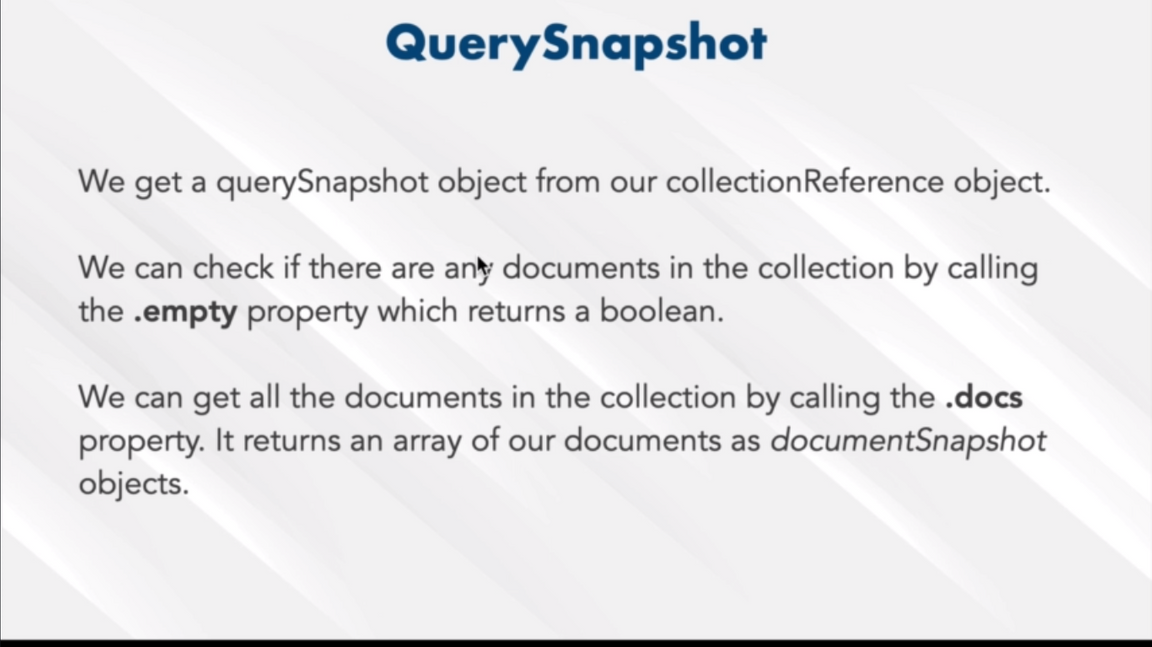 QuerySnapshot
We get a querySnapshot object from our collectionReference object.
We can check if there are any documents in the collection by calling
the .empty property which returns a boolean.
We can get all the documents in the collection by calling the .docs
property. It returns an array of our documents as documentSnapshot
objects.